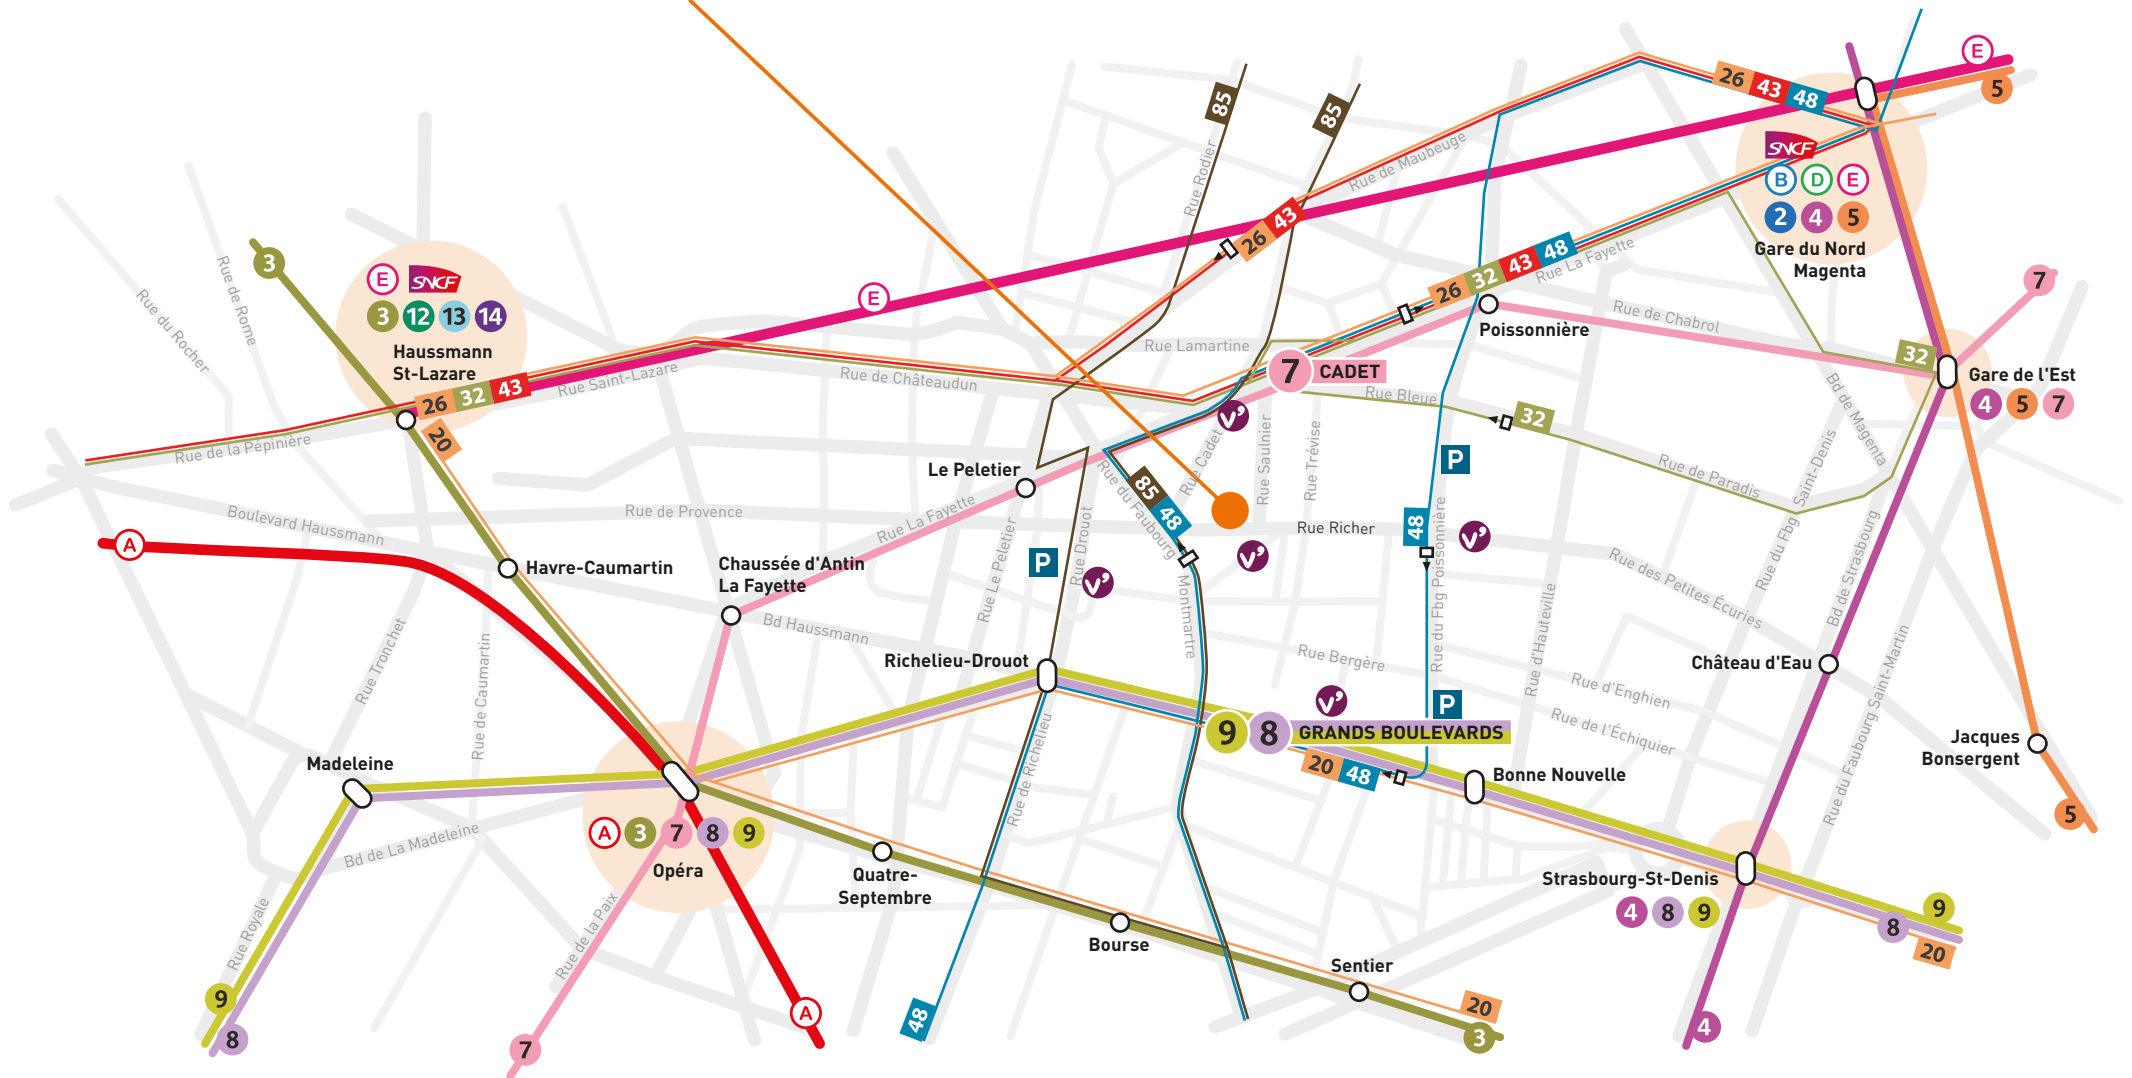 E
5
26 43 48
SNCF
B D E
2 4 5
Gare du Nord
Magenta
85
85
Rue Rodier
Rue de Maubeuge
26 43
26 32 43 48
Rue La Fayette
Poissonnière
Rue de Chabrol
7
32
Gare de l'Est
4 5 7
3
Rue de Rome
Rue du Rocher
E SNCF
3 12 13 14
Haussmann
St-Lazare
26 32 43
20
E
Rue Saint-Lazare
Rue de Châteaudun
Rue Lamartine
7 CADET
Rue Bleue
32
Bd de Magenta
Rue de la Pépinière
Le Peletier
v'
Rue Cadet
Rue Saulnier
Rue Trévise
P
Rue de Paradis
Rue du Fbg Saint-Denis
Boulevard Haussmann
Rue de Provence
Rue La Fayette
85 48
Rue du Faubourg Montmartre
Rue Richer
48
v'
v'
Rue des Petites Écuries
Bd de Strasbourg
A
Havre-Caumartin
Chaussée d'Antin
La Fayette
Rue Le Peletier
P
Rue Drouot
v'
Rue du Fbg Poissonnière
Rue d'Hauteville
Bd Haussmann
Rue Tronchet
Rue de Caumartin
Richelieu-Drouot
Rue Bergère
Château d'Eau
Rue d'Enghien
Rue de l'Échiquier
Rue du Faubourg Saint-Martin
v'
P
9 8 GRANDS BOULEVARDS
20 48
Bonne Nouvelle
Jacques
Bonsergent
5
Madeleine
Rue de Richelieu
Bd de La Madeleine
A 3 7 8 9
Opéra
Quatre-
Septembre
Strasbourg-St-Denis
4 8 9
9
8
20
Rue Royale
Rue de la Paix
Bourse
Sentier
9
8
7
A
48
20
3
4